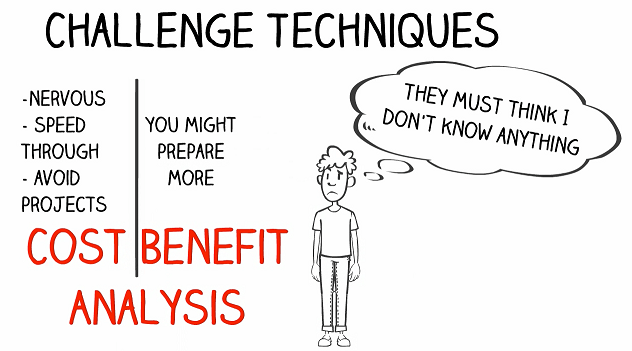 CHALLENGE TECHNIQUES
-NERVOUS
- SPEED
THROUGH
- AVOID
PROJECTS
YOU MIGHT
PREPARE
MORE
COST BENEFIT
ANALYSIS
THEY MUST THINK I
DON'T KNOW ANYTHING